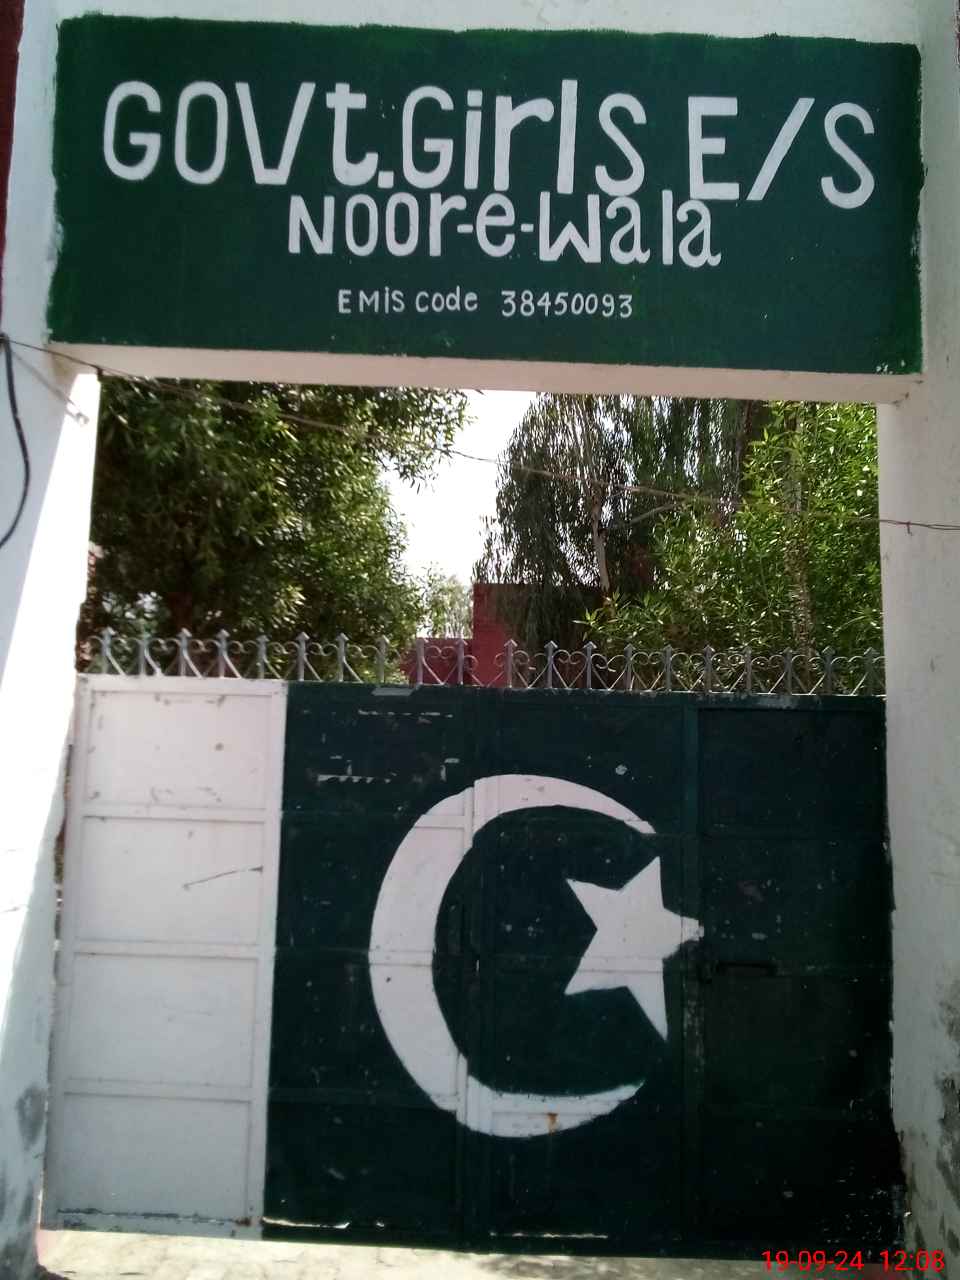 GOVt.Girls E/S
NOOR-e-Wala
EMiS code 38450093
19-09-24 12:08